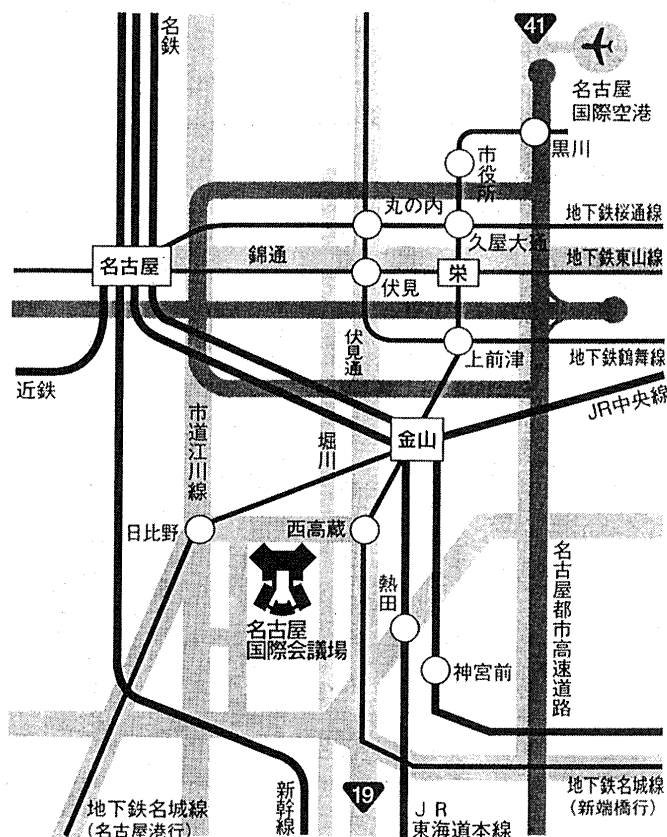 名鉄
41
名古屋
国際空港
黒川
市役所
丸の内
地下鉄桜通線
久屋大通
名古屋
錦通
栄
地下鉄東山線
伏見
伏見通
上前津
地下鉄鶴舞線
近鉄
JR中央線
市道江川線
堀川
金山
日比野
西高蔵
名古屋都市高速道路
熱田
名古屋
国際会議場
神宮前
地下鉄名城線
(名古屋港行)
新幹線
19
JR
東海道本線
地下鉄名城線
(新端橋行)